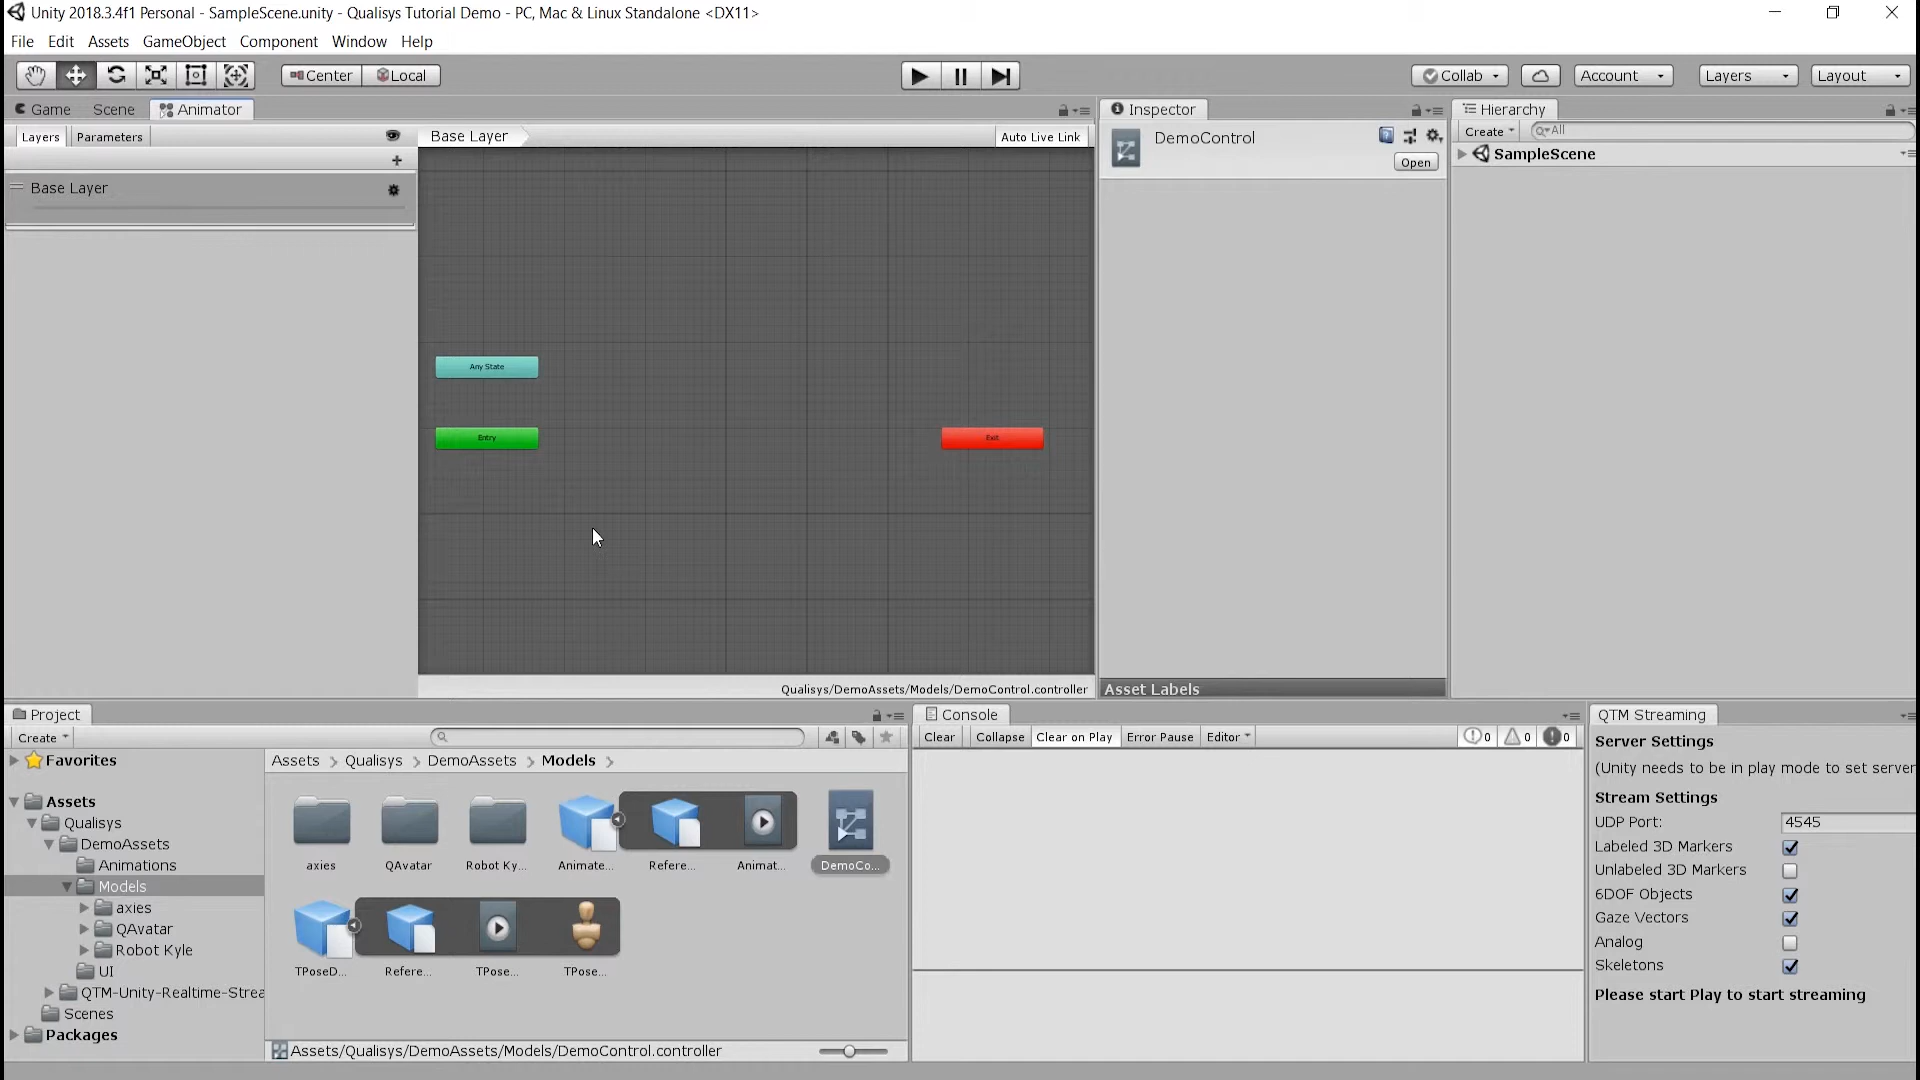 Unity 2018.3.4f1 Personal - SampleScene.unity - Qualisys Tutorial Demo - PC, Mac & Linux Standalone <DX11>
File Edit Assets GameObject Component Window Help
Center Local Collab Account Layers Layout
Game Scene Animator
Layers Parameters Base Layer Auto Live Link
Base Layer
Any State
Entry Exit
Qualisys/DemoAssets/Models/DemoControl.controller
Inspector
DemoControl
Open
Asset Labels
Hierarchy
Create All
SampleScene
Project
Create
Favorites
Assets
Qualisys
DemoAssets
Animations
Models
axies
QAvatar
Robot Kyle
UI
QTM-Unity-Realtime-Strea
Scenes
Packages
Assets > Qualisys > DemoAssets > Models >
axies QAvatar Robot Ky... Animate... Refere... Animat... DemoCo...
TPoseD... Refere... TPose... TPose...
Assets/Qualisys/DemoAssets/Models/DemoControl.controller
Console
Clear Collapse Clear on Play Error Pause Editor 0 0 0
QTM Streaming
Server Settings
(Unity needs to be in play mode to set server
Stream Settings
UDP Port: 4545
Labeled 3D Markers
Unlabeled 3D Markers
6DOF Objects
Gaze Vectors
Analog
Skeletons
Please start Play to start streaming